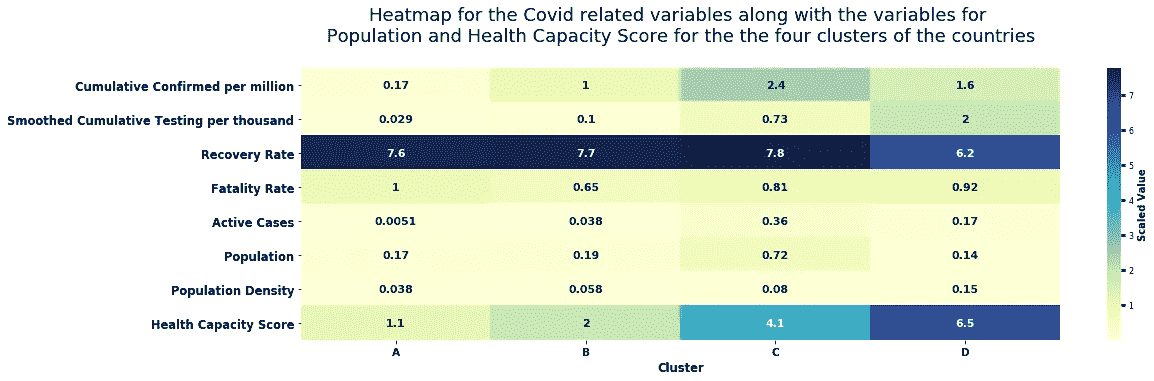 Heatmap for the Covid related variables along with the variables for
Population and Health Capacity Score for the the four clusters of the countries
Cumulative Confirmed per million 0.17 1 2.4 1.6
Smoothed Cumulative Testing per thousand 0.029 0.1 0.73 2
Recovery Rate 7.6 7.7 7.8 6.2
Fatality Rate 1 0.65 0.81 0.92
Active Cases 0.0051 0.038 0.36 0.17
Population 0.17 0.19 0.72 0.14
Population Density 0.038 0.058 0.08 0.15
Health Capacity Score 1.1 2 4.1 6.5
A B C D
Cluster
7
6
5
4
3
2
1
Scaled Value